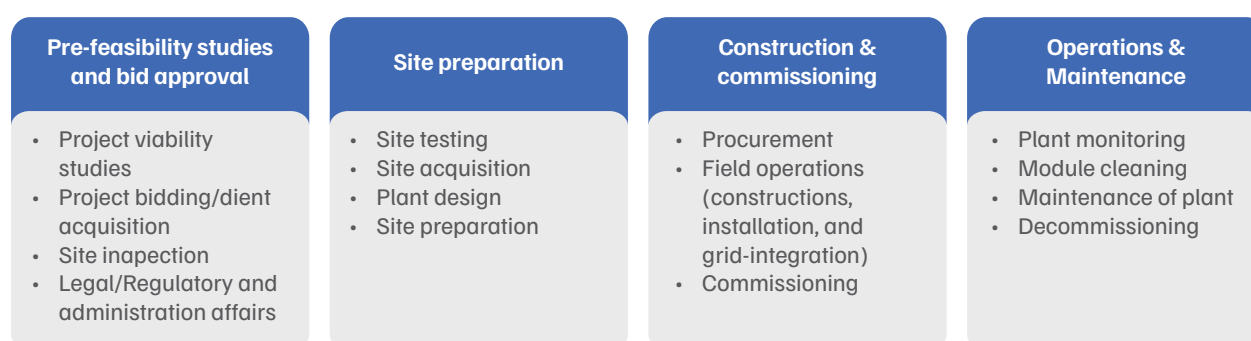 Pre-feasibility studies
and bid approval
• Project viability
studies
• Project bidding/dient
acquisition
• Site inapection
• Legal/Regulatory and
administration affairs
Site preparation
• Site testing
• Site acquisition
• Plant design
• Site preparation
Construction &
commissioning
• Procurement
• Field operations
(constructions,
installation, and
grid-integration)
• Commissioning
Operations &
Maintenance
• Plant monitoring
• Module cleaning
• Maintenance of plant
• Decommissioning